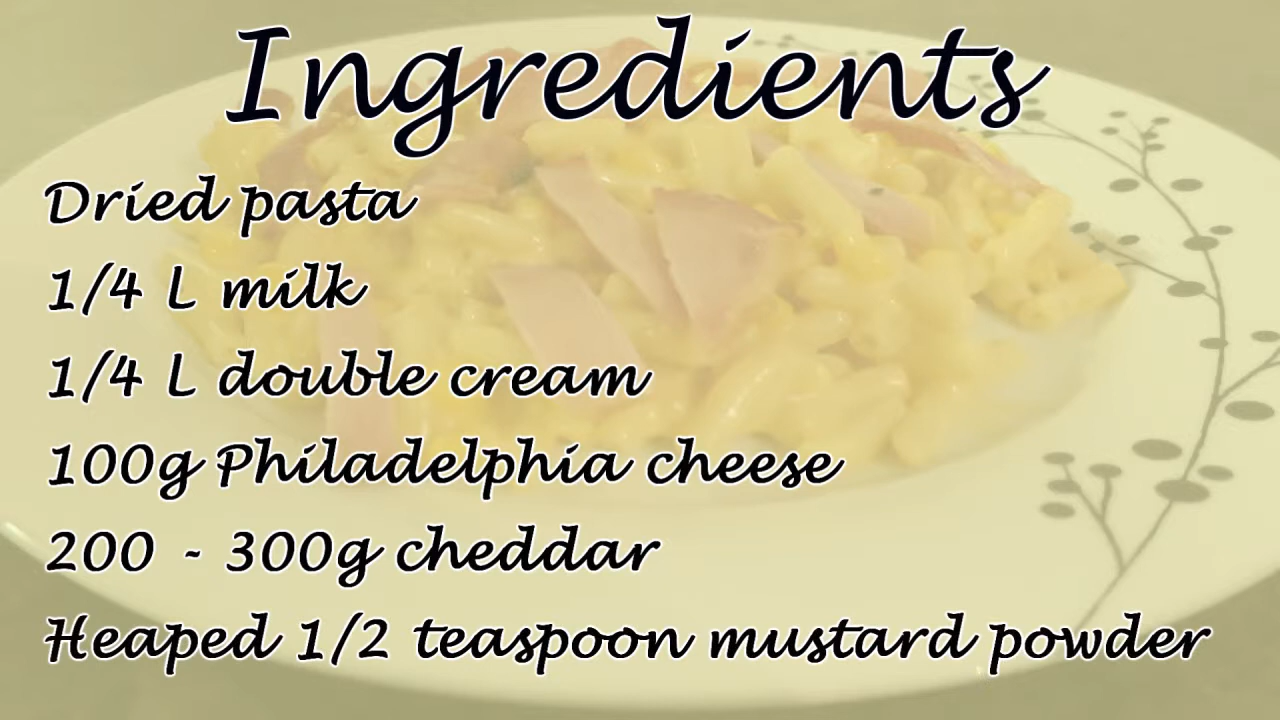 Ingredients
Dried pasta
1/4 L milk
1/4 L double cream
100g Philadelphia cheese
200 - 300g cheddar
Heaped 1/2 teaspoon mustard powder